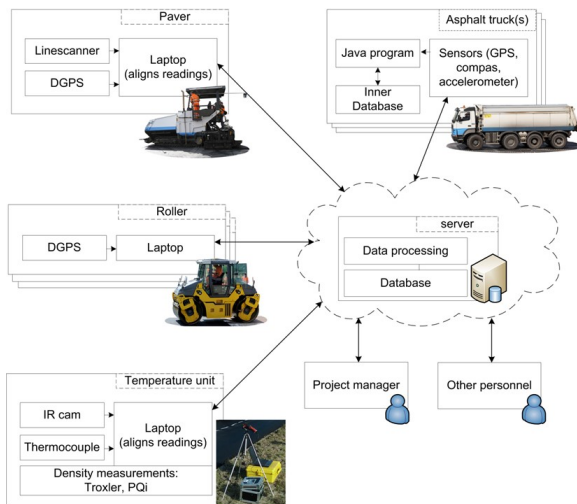 Paver
Linescanner
DGPS
Laptop
(aligns readings)
Asphalt truck(s)
Java program
Inner
Database
Sensors (GPS,
compas,
accelerometer)
Roller
DGPS
Laptop
server
Data processing
Database
Temperature unit
IR cam
Thermocouple
Laptop
(aligns readings)
Density measurements:
Troxler, PQi
Project manager
Other personnel